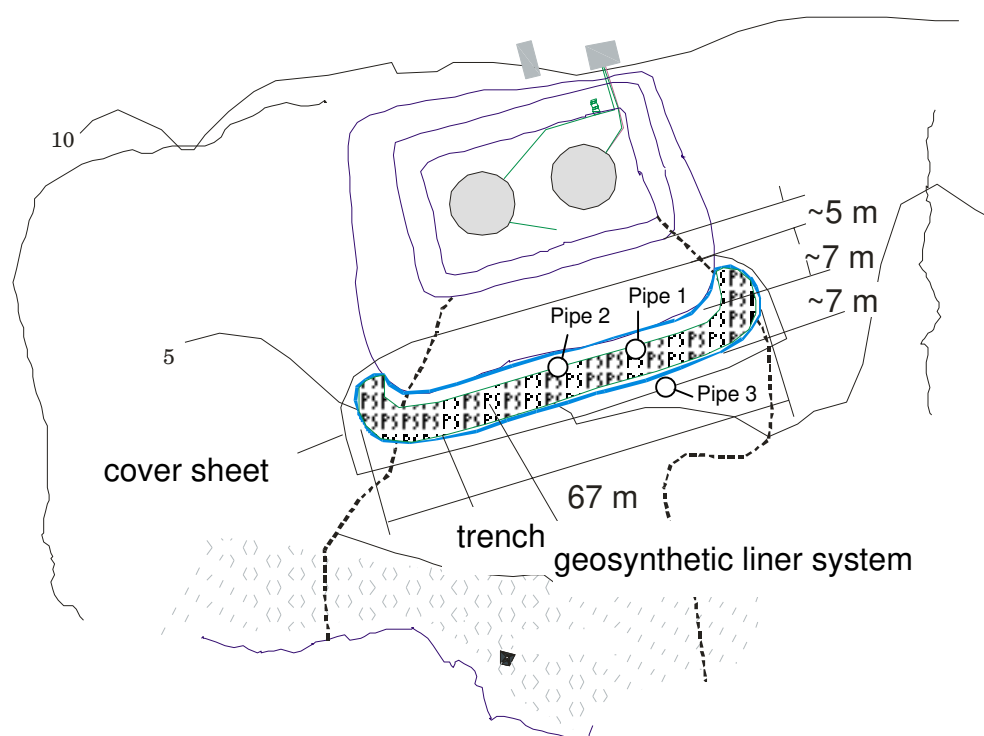 10
~5 m
~7 m
Pipe 1
~7 m
Pipe 2
5
Pipe 3
cover sheet
67 m
trench
geosynthetic liner system